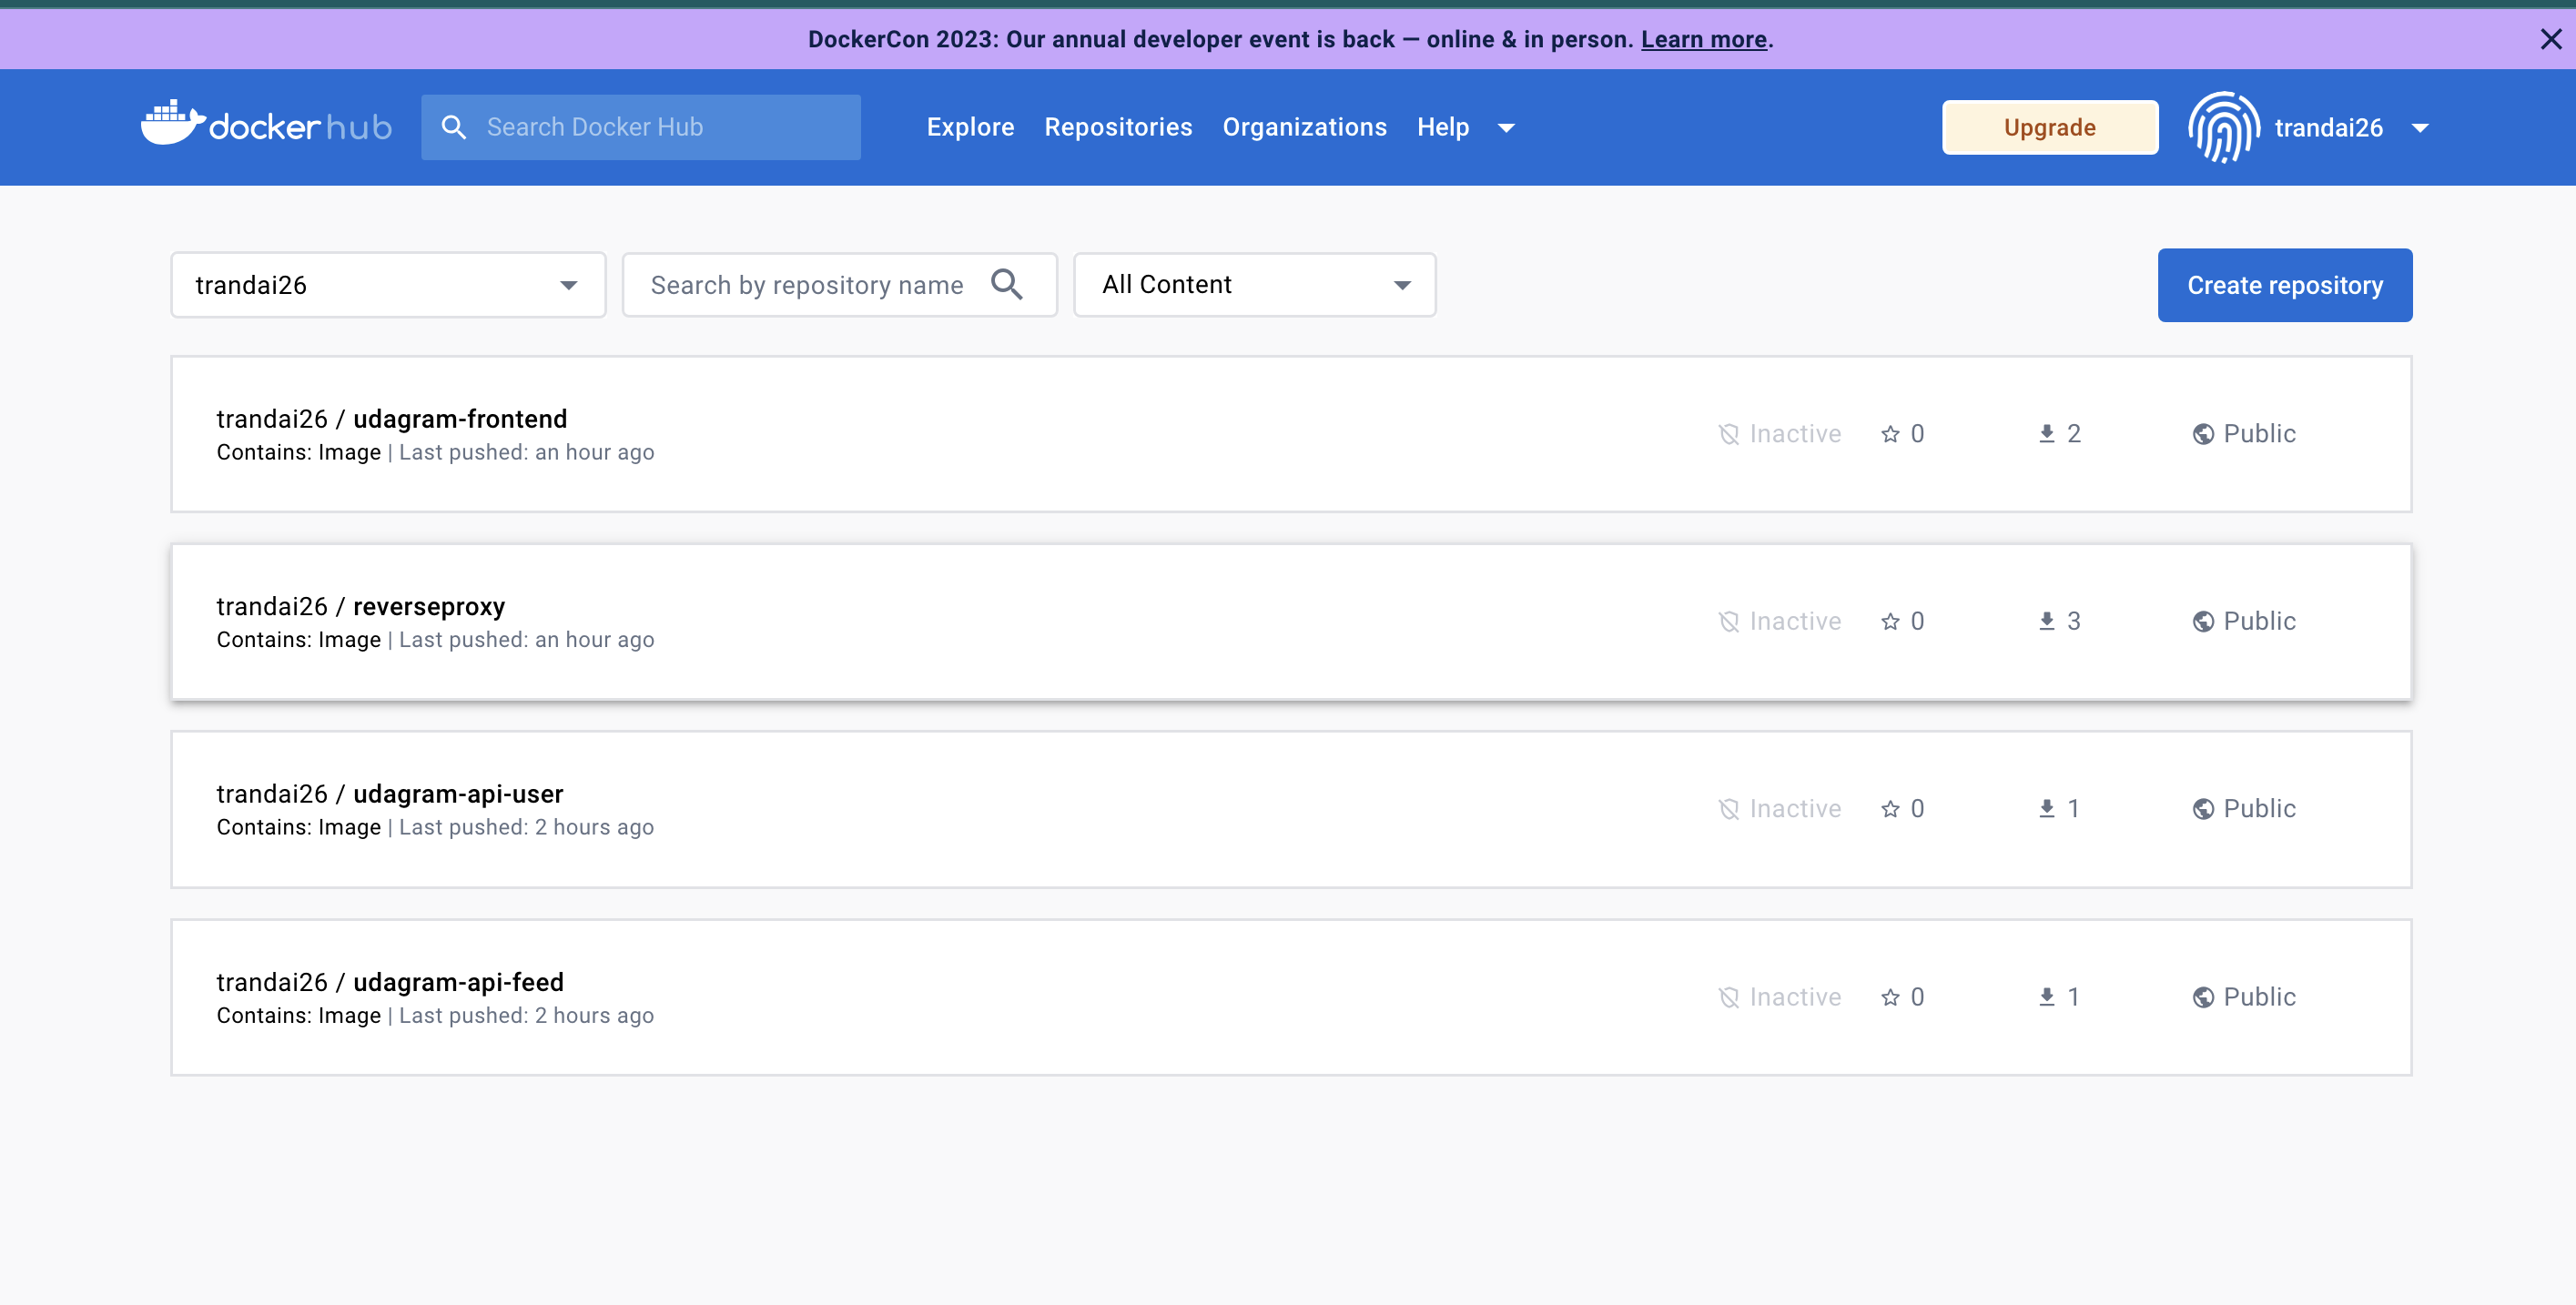 DockerCon 2023: Our annual developer event is back — online & in person. Learn more.
docker hub
Search Docker Hub
Explore Repositories Organizations Help
Upgrade
trandai26
trandai26
Search by repository name
All Content
Create repository
trandai26 / udagram-frontend
Contains: Image | Last pushed: an hour ago
Inactive 0 2 Public
trandai26 / reverseproxy
Contains: Image | Last pushed: an hour ago
Inactive 0 3 Public
trandai26 / udagram-api-user
Contains: Image | Last pushed: 2 hours ago
Inactive 0 1 Public
trandai26 / udagram-api-feed
Contains: Image | Last pushed: 2 hours ago
Inactive 0 1 Public